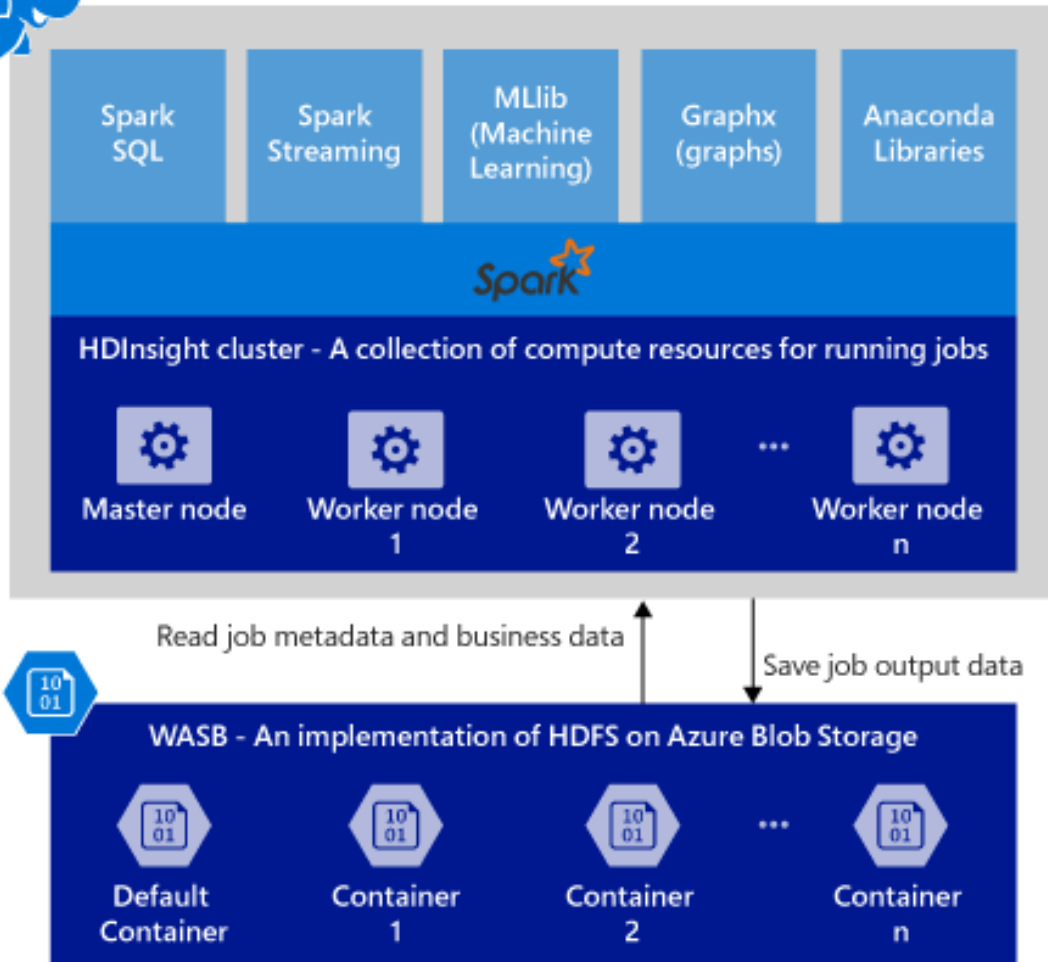 Spark
SQL
Spark
Streaming
MLlib
(Machine
Learning)
Graphx
(graphs)
Anaconda
Libraries
Spark
HDInsight cluster - A collection of compute resources for running jobs
Master node
Worker node
1
Worker node
2
...
Worker node
n
Read job metadata and business data
Save job output data
10
01
WASB - An implementation of HDFS on Azure Blob Storage
10
01
10
01
10
01
...
10
01
Default
Container
Container
1
Container
2
Container
n